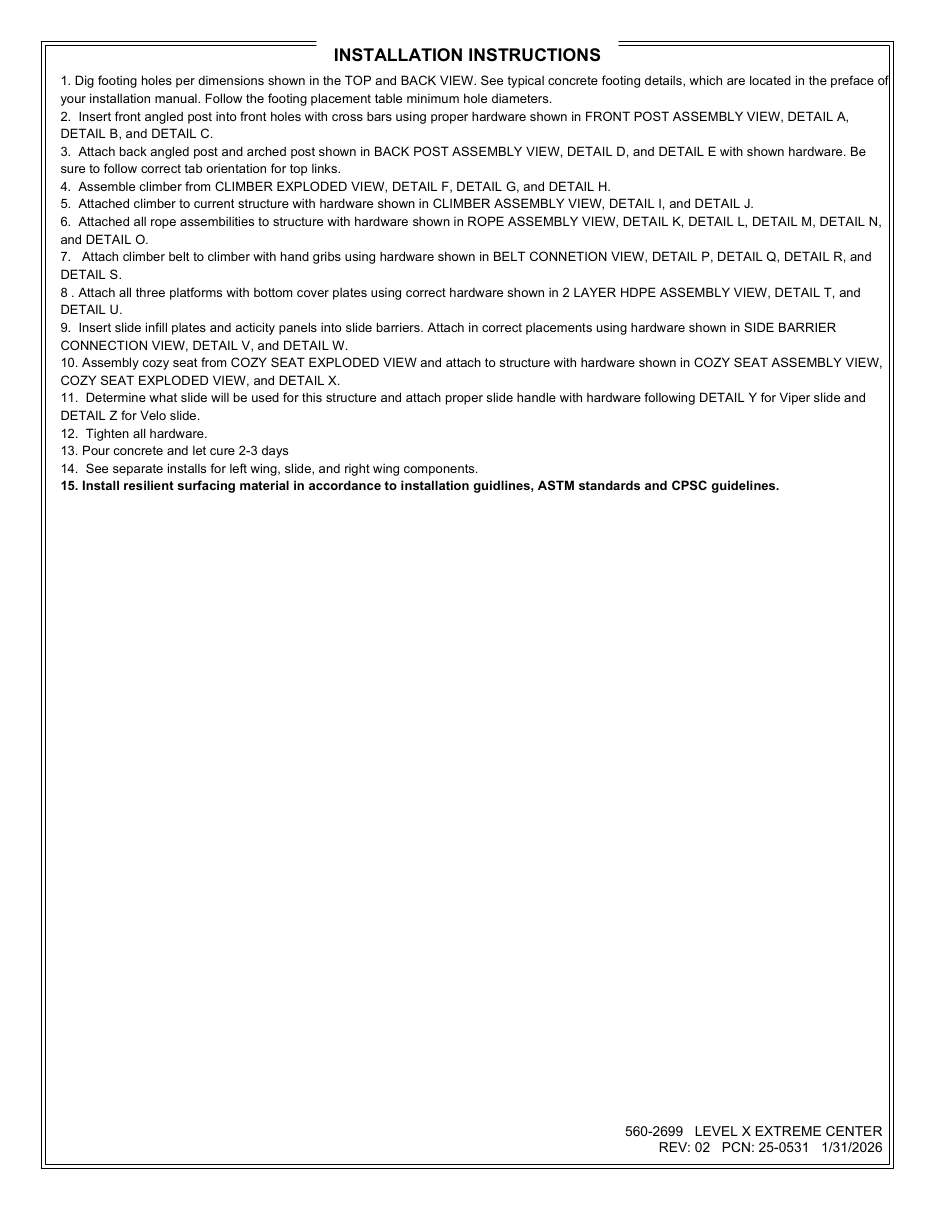 INSTALLATION INSTRUCTIONS
1. Dig footing holes per dimensions shown in the TOP and BACK VIEW. See typical concrete footing details, which are located in the preface of
your installation manual. Follow the footing placement table minimum hole diameters.
2.  Insert front angled post into front holes with cross bars using proper hardware shown in FRONT POST ASSEMBLY VIEW, DETAIL A,
DETAIL B, and DETAIL C.
3.  Attach back angled post and arched post shown in BACK POST ASSEMBLY VIEW, DETAIL D, and DETAIL E with shown hardware. Be
sure to follow correct tab orientation for top links.
4.  Assemble climber from CLIMBER EXPLODED VIEW, DETAIL F, DETAIL G, and DETAIL H.
5.  Attached climber to current structure with hardware shown in CLIMBER ASSEMBLY VIEW, DETAIL I, and DETAIL J.
6.  Attached all rope assembilities to structure with hardware shown in ROPE ASSEMBLY VIEW, DETAIL K, DETAIL L, DETAIL M, DETAIL N,
and DETAIL O.
7.   Attach climber belt to climber with hand gribs using hardware shown in BELT CONNETION VIEW, DETAIL P, DETAIL Q, DETAIL R, and
DETAIL S.
8 . Attach all three platforms with bottom cover plates using correct hardware shown in 2 LAYER HDPE ASSEMBLY VIEW, DETAIL T, and
DETAIL U.
9.  Insert slide infill plates and acticity panels into slide barriers. Attach in correct placements using hardware shown in SIDE BARRIER
CONNECTION VIEW, DETAIL V, and DETAIL W.
10. Assembly cozy seat from COZY SEAT EXPLODED VIEW and attach to structure with hardware shown in COZY SEAT ASSEMBLY VIEW,
COZY SEAT EXPLODED VIEW, and DETAIL X.
11.  Determine what slide will be used for this structure and attach proper slide handle with hardware following DETAIL Y for Viper slide and
DETAIL Z for Velo slide.
12.  Tighten all hardware.
13. Pour concrete and let cure 2-3 days
14.  See separate installs for left wing, slide, and right wing components.
15. Install resilient surfacing material in accordance to installation guidlines, ASTM standards and CPSC guidelines.
560-2699   LEVEL X EXTREME CENTER
REV: 02   PCN: 25-0531   1/31/2026